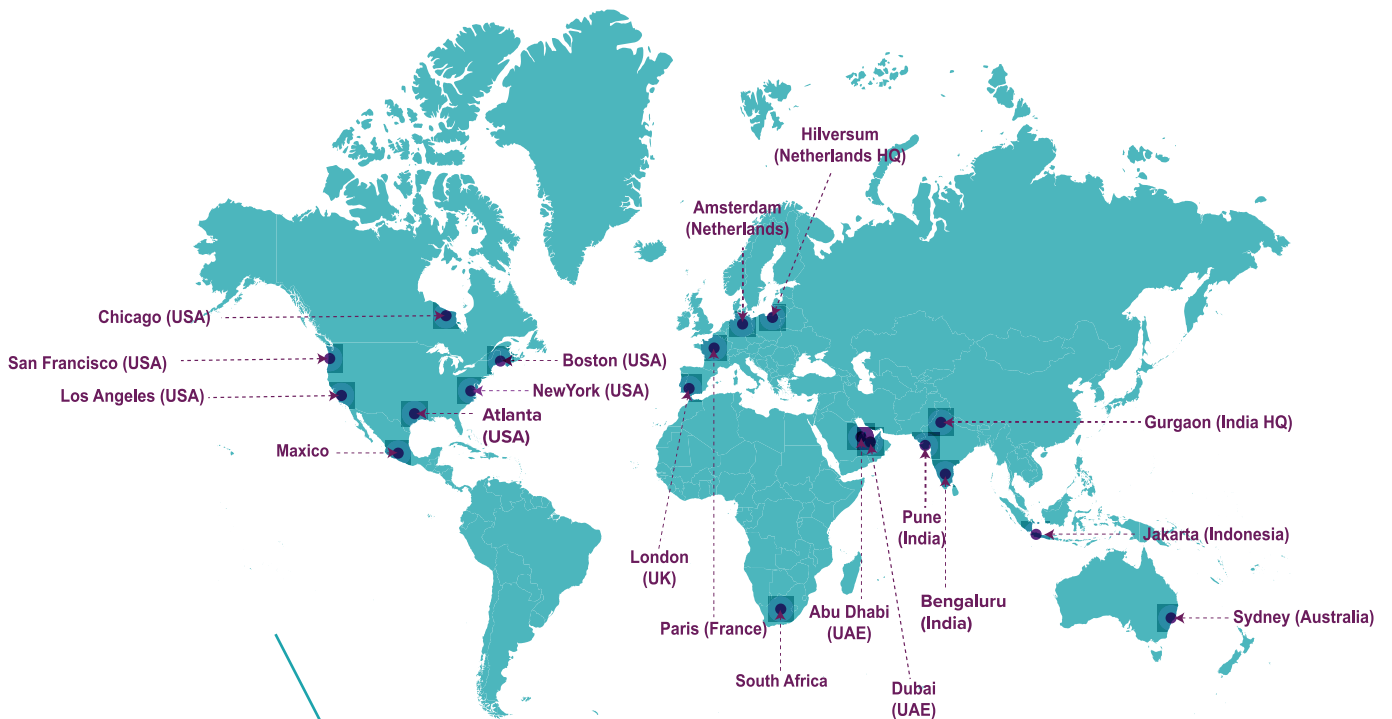 Hilversum
(Netherlands HQ)
Amsterdam
(Netherlands)
Chicago (USA)
San Francisco (USA)
Boston (USA)
Los Angeles (USA)
NewYork (USA)
Atlanta
(USA)
Maxico
Gurgaon (India HQ)
Pune
(India)
Jakarta (Indonesia)
London
(UK)
Bengaluru
(India)
Abu Dhabi
(UAE)
Paris (France)
Sydney (Australia)
South Africa
Dubai
(UAE)